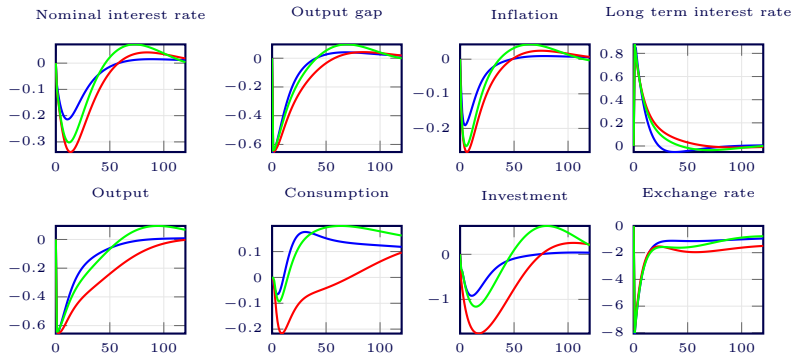 Nominal interest rate
Output gap
Inflation
Long term interest rate
0
−0.1
−0.2
−0.3
0 50 100
0
−0.2
−0.4
−0.6
0 50 100
0
−0.1
−0.2
0 50 100
0.8
0.6
0.4
0.2
0
0 50 100
Output
Consumption
Investment
Exchange rate
0
−0.2
−0.4
−0.6
0 50 100
0.1
0
−0.1
−0.2
0 50 100
0
−1
0 50 100
0
−2
−4
−6
−8
0 50 100